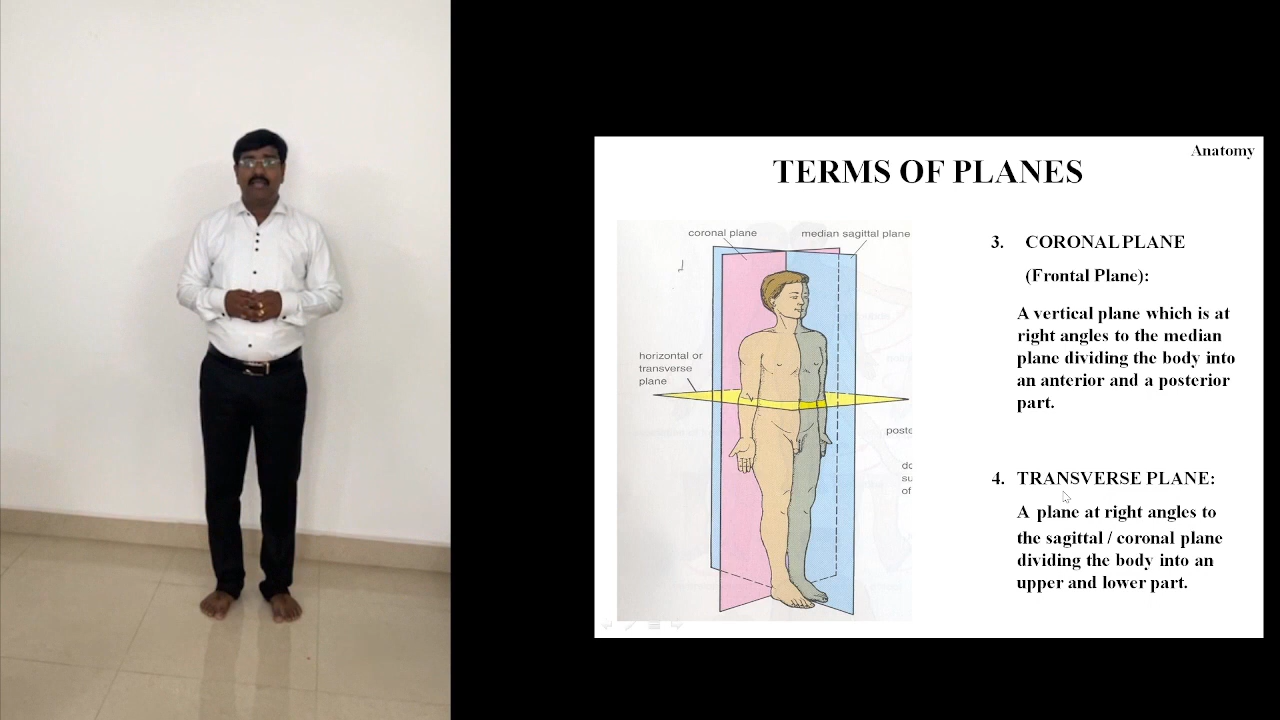 Anatomy
TERMS OF PLANES
coronal plane
median sagittal plane
horizontal or
transverse
plane
3. CORONAL PLANE
(Frontal Plane):
A vertical plane which is at
right angles to the median
plane dividing the body into
an anterior and a posterior
part.
4. TRANSVERSE PLANE:
A plane at right angles to
the sagittal / coronal plane
dividing the body into an
upper and lower part.